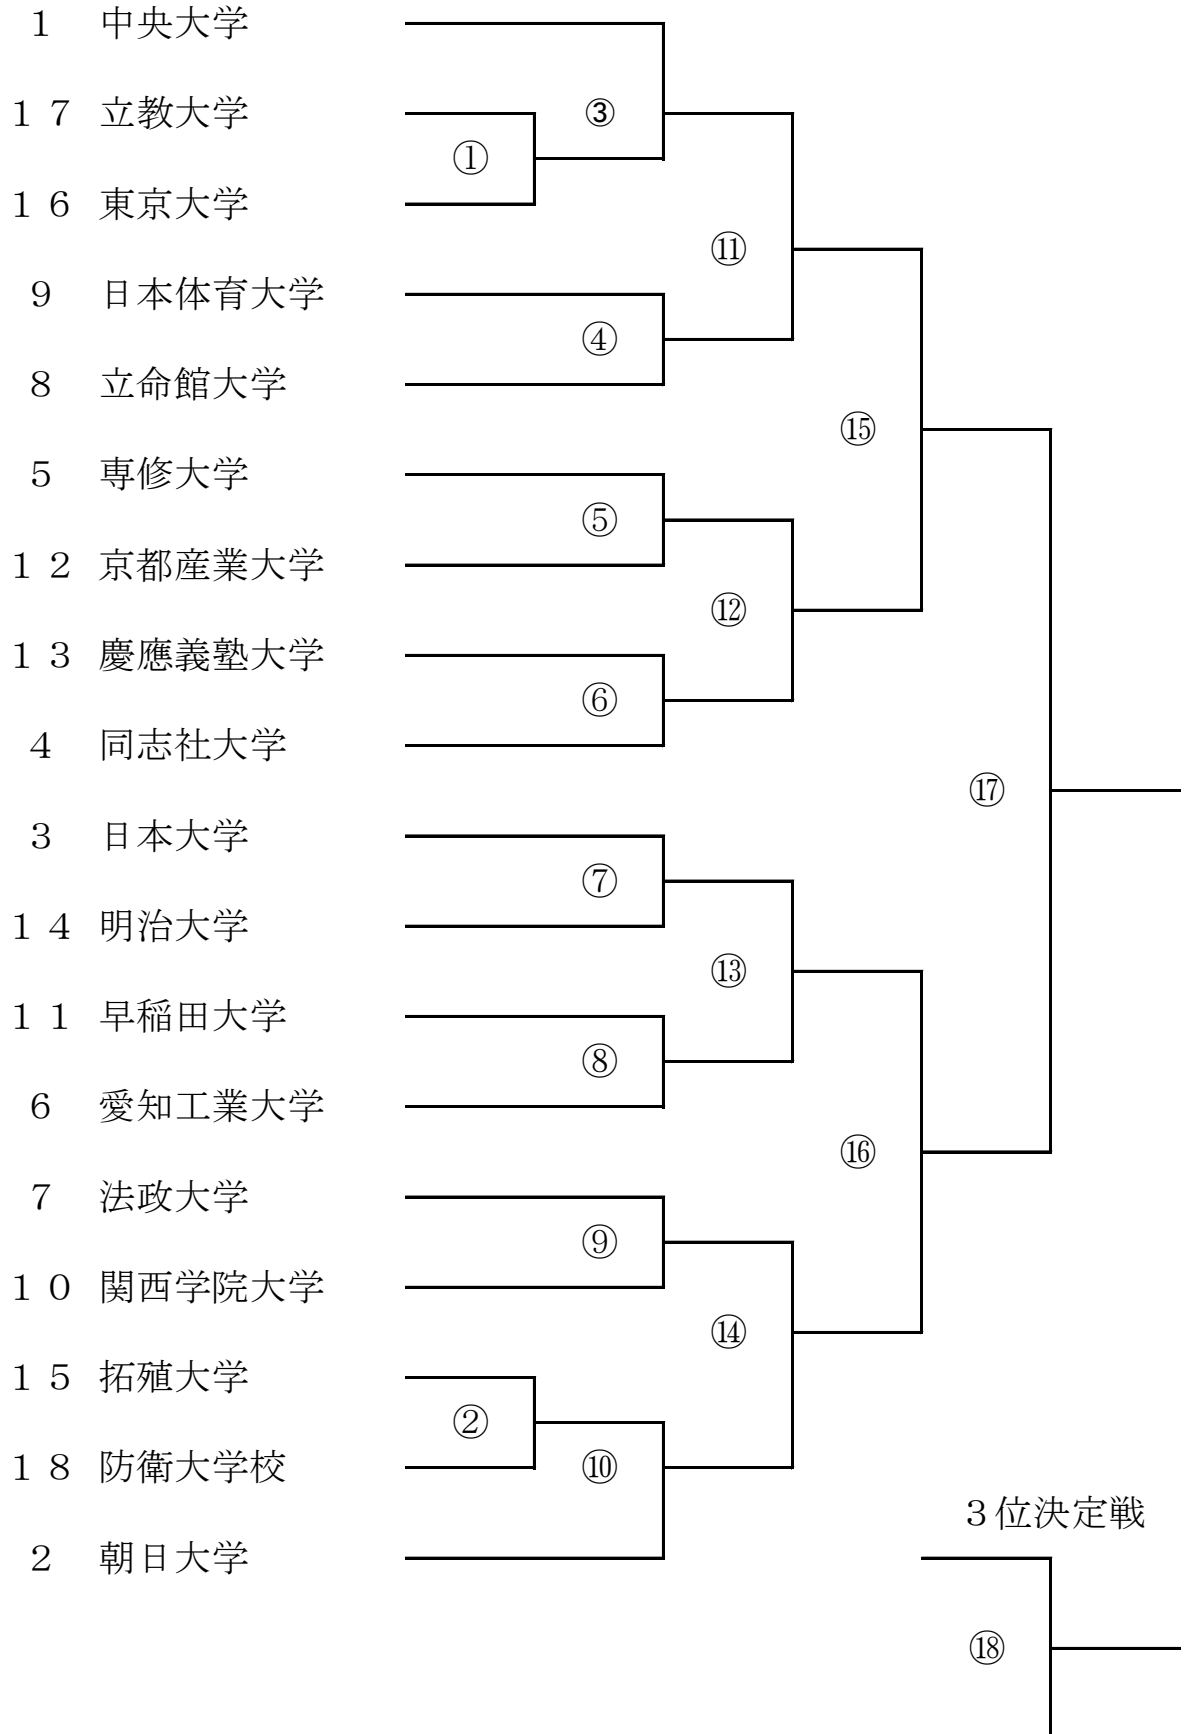 1 中央大学
１７ 立教大学
③
①
１６ 東京大学
⑪
9 日本体育大学
④
8 立命館大学
⑮
5 専修大学
⑤
１２ 京都産業大学
⑫
１３ 慶應義塾大学
⑥
4 同志社大学
⑰
3 日本大学
⑦
１４ 明治大学
⑬
１１ 早稲田大学
⑧
6 愛知工業大学
⑯
7 法政大学
⑨
１０ 関西学院大学
⑭
１５ 拓殖大学
②
１８ 防衛大学校
⑩
３位決定戦
2 朝日大学
⑱